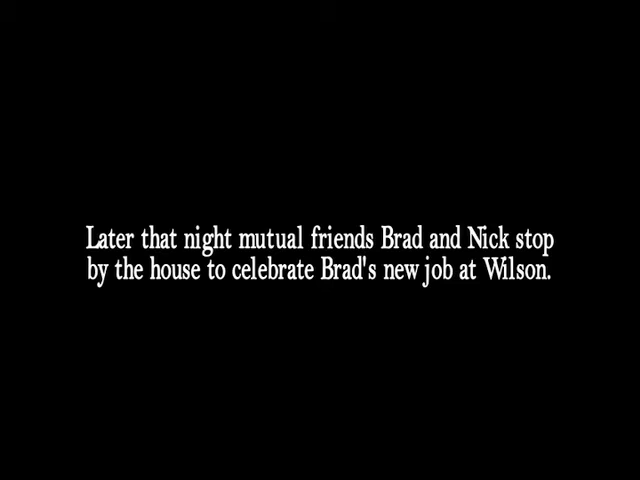 Later that night mutual friends Brad and Nick stop
by the house to celebrate Brad's new job at Wilson.